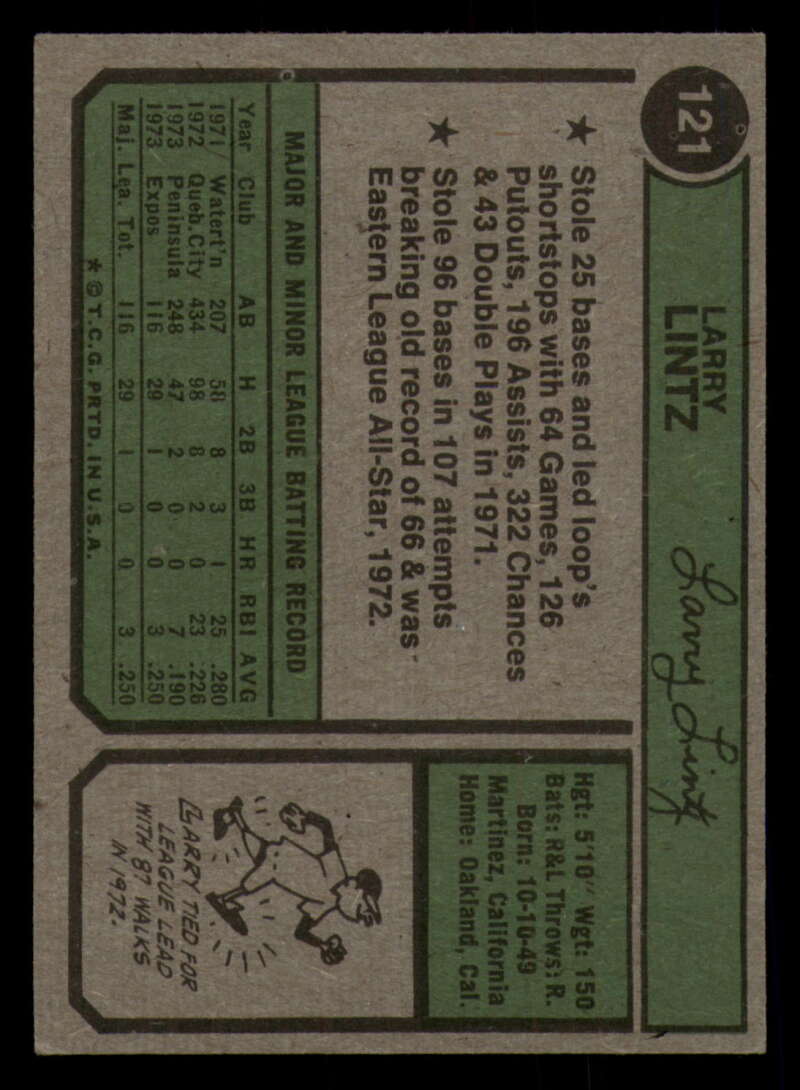 121
LARRY
LINTZ
Larry Lintz
★ Stole 25 bases and led loop's
shortstops with 64 Games, 126
Putouts, 196 Assists, 322 Chances
& 43 Double Plays in 1971.
★ Stole 96 bases in 107 attempts
breaking old record of 66 & was
Eastern League All-Star, 1972.
MAJOR AND MINOR LEAGUE BATTING RECORD
Year Club AB H 2B 3B HR RBI AVG
1971 Watert'n 207 58 8 3 1 25 .280
1972 Queb.City 434 98 8 2 0 23 .226
1973 Peninsula 248 47 2 0 0 7 .190
1973 Expos 116 29 1 0 0 3 .250
Maj. Lea. Tot. 116 29 1 0 0 3 .250
* © T.C.G. PRTD. IN U.S.A.
Hgt: 5'10" Wgt: 150
Bats: R&L Throws: R.
Born: 10-10-49
Martinez, California
Home: Oakland, Cal.
LARRY TIED FOR
LEAGUE LEAD
WITH 87 WALKS
IN 1972.